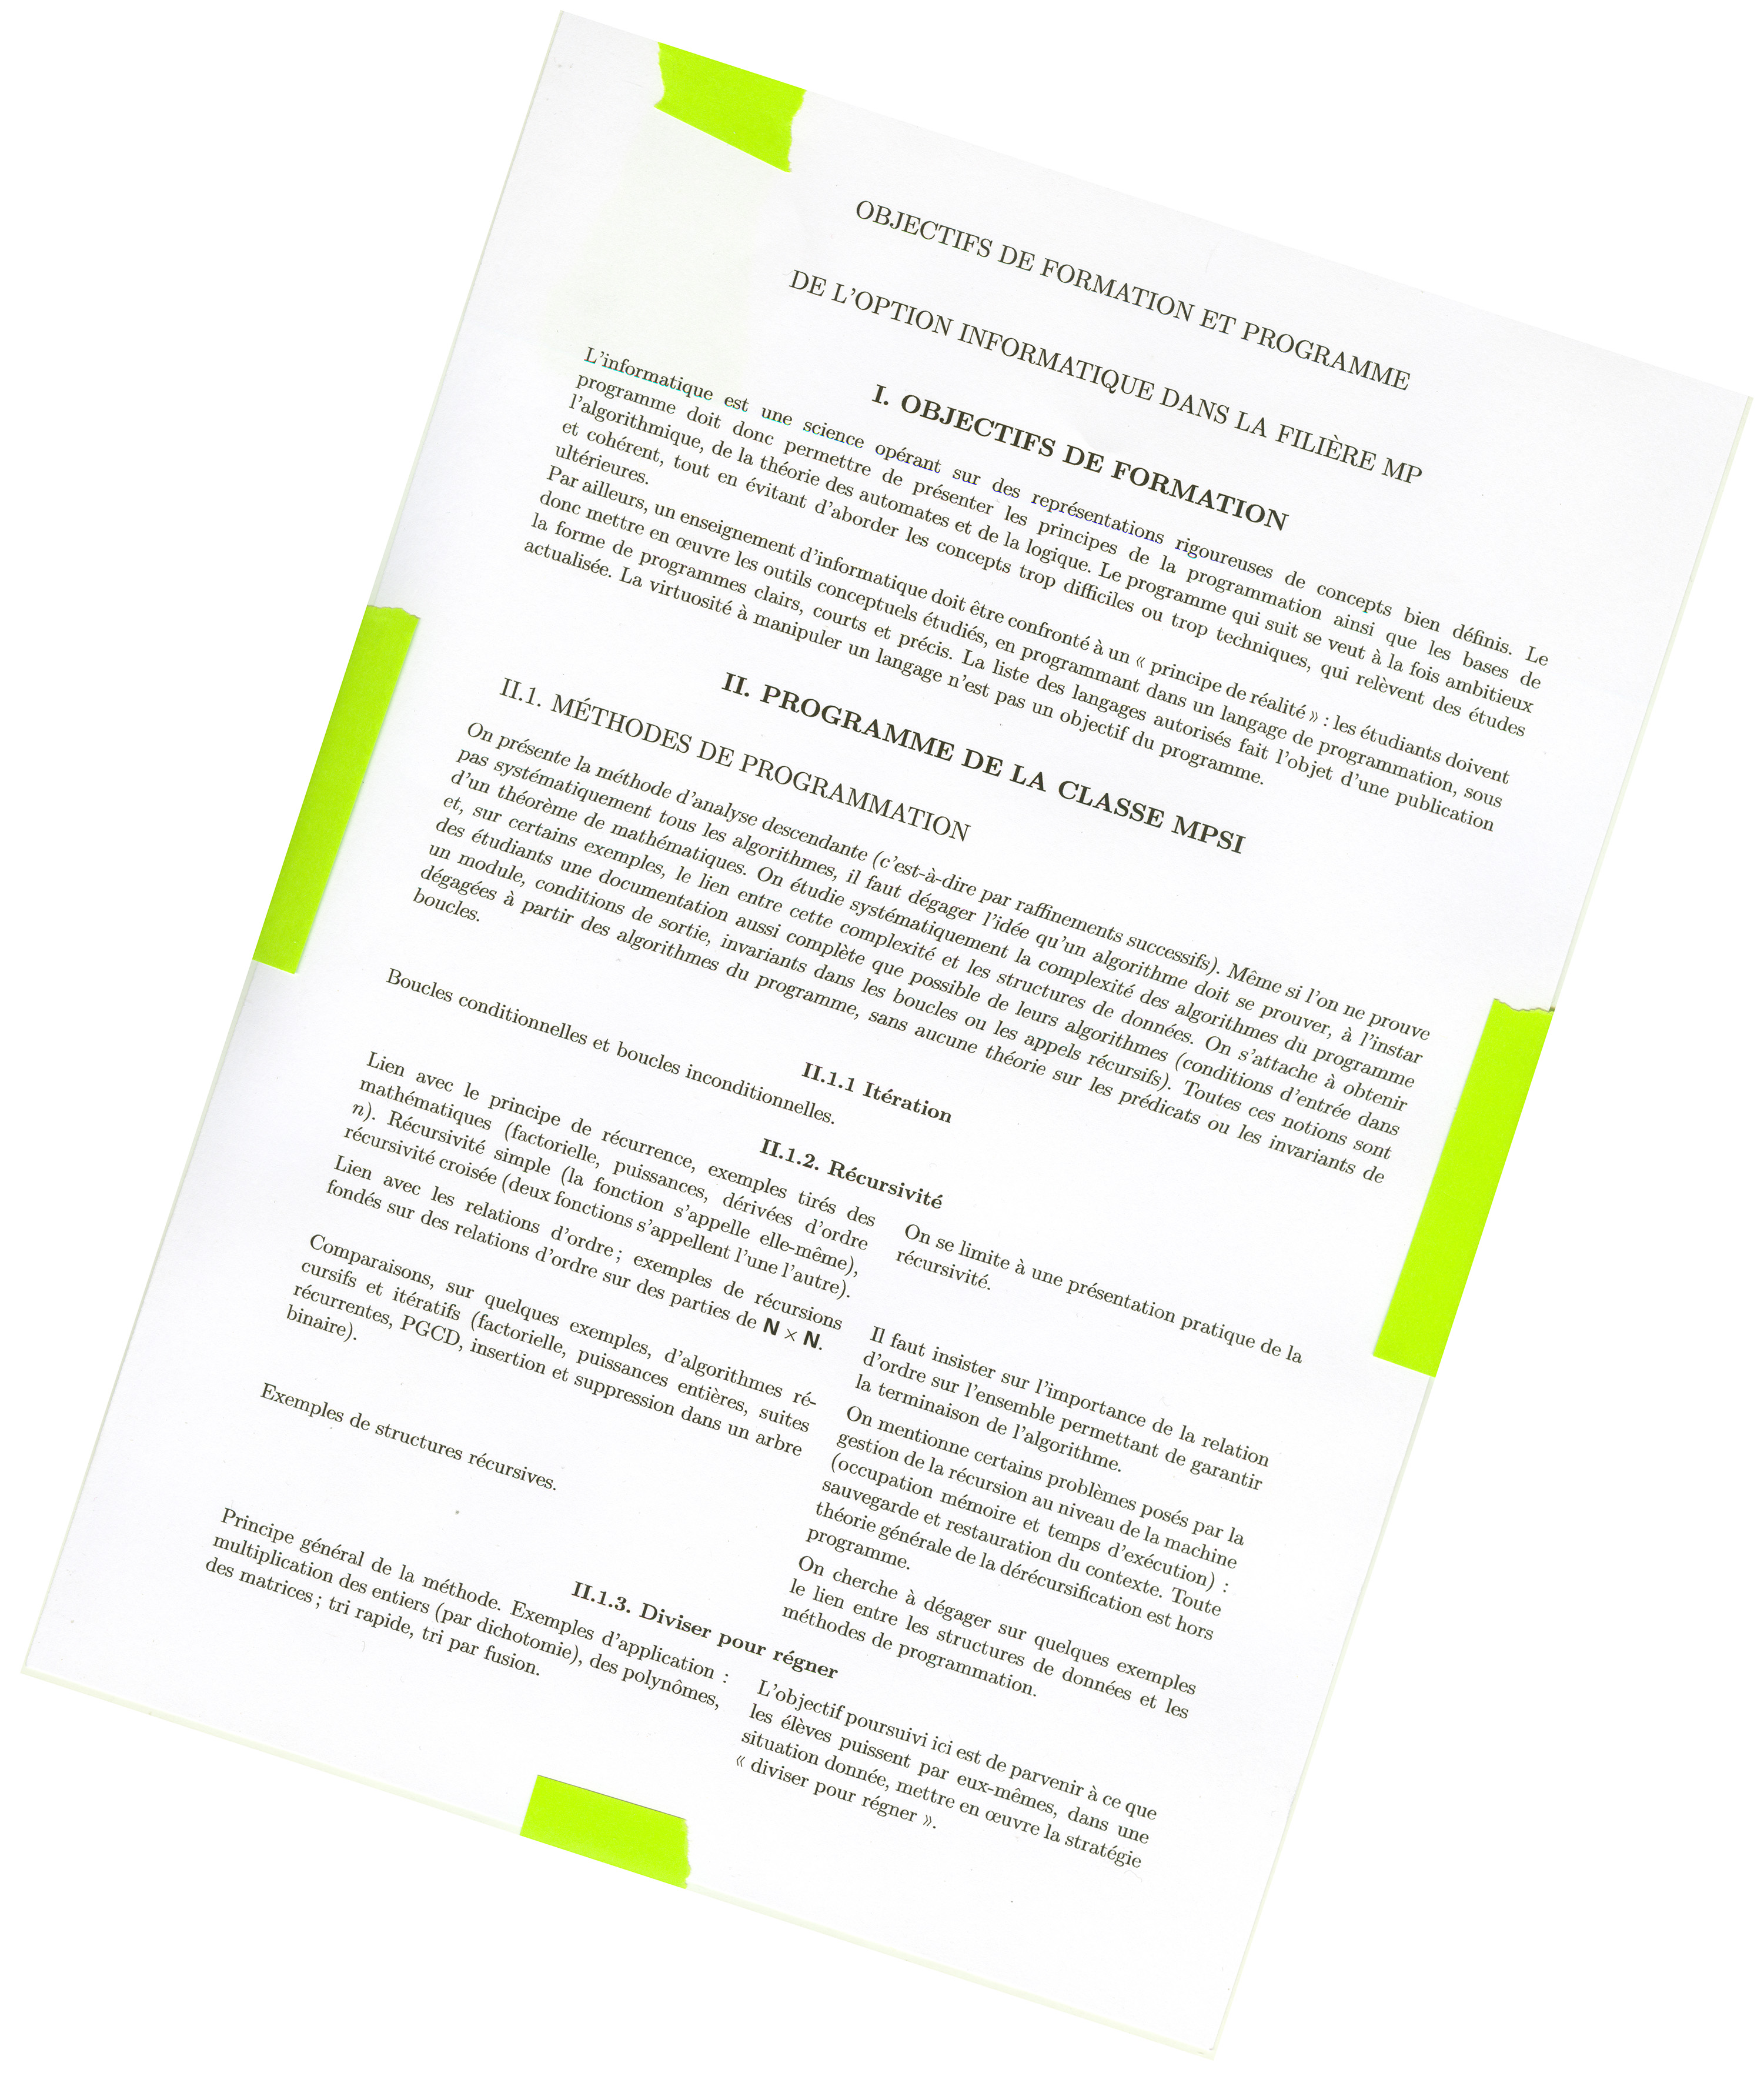 OBJECTIFS DE FORMATION ET PROGRAMME
DE L'OPTION INFORMATIQUE DANS LA FILIÈRE MP
I. OBJECTIFS DE FORMATION
L'informatique est une science opérant sur des représentations rigoureuses de concepts bien définis. Le
programme doit donc permettre de présenter les principes de la programmation ainsi que les bases de
l'algorithmique, de la théorie des automates et de la logique. Le programme qui suit se veut à la fois ambitieux
et cohérent, tout en évitant d'aborder les concepts trop difficiles ou trop techniques, qui relèvent des études
ultérieures.
Par ailleurs, un enseignement d'informatique doit être confronté à un « principe de réalité » : les étudiants doivent
donc mettre en œuvre les outils conceptuels étudiés, en programmant dans un langage de programmation, sous
la forme de programmes clairs, courts et précis. La liste des langages autorisés fait l'objet d'une publication
actualisée. La virtuosité à manipuler un langage n'est pas un objectif du programme.
II. PROGRAMME DE LA CLASSE MPSI
II.1. MÉTHODES DE PROGRAMMATION
On présente la méthode d'analyse descendante (c'est-à-dire par raffinements successifs). Même si l'on ne prouve
pas systématiquement tous les algorithmes, il faut dégager l'idée qu'un algorithme doit se prouver, à l'instar
d'un théorème de mathématiques. On étudie systématiquement la complexité des algorithmes du programme
et, sur certains exemples, le lien entre cette complexité et les structures de données. On s'attache à obtenir
des étudiants une documentation aussi complète que possible de leurs algorithmes (conditions d'entrée dans
un module, conditions de sortie, invariants dans les boucles ou les appels récursifs). Toutes ces notions sont
dégagées à partir des algorithmes du programme, sans aucune théorie sur les prédicats ou les invariants de
boucles.
II.1.1 Itération
Boucles conditionnelles et boucles inconditionnelles.
II.1.2. Récursivité
Lien avec le principe de récurrence, exemples tirés des
mathématiques (factorielle, puissances, dérivées d'ordre
n). Récursivité simple (la fonction s'appelle elle-même),
récursivité croisée (deux fonctions s'appellent l'une l'autre).
On se limite à une présentation pratique de la
récursivité.
Lien avec les relations d'ordre ; exemples de récursions
fondés sur des relations d'ordre sur des parties de N × N.
Il faut insister sur l'importance de la relation
d'ordre sur l'ensemble permettant de garantir
la terminaison de l'algorithme.
Comparaisons, sur quelques exemples, d'algorithmes ré-
cursifs et itératifs (factorielle, puissances entières, suites
récurrentes, PGCD, insertion et suppression dans un arbre
binaire).
On mentionne certains problèmes posés par la
gestion de la récursion au niveau de la machine
(occupation mémoire et temps d'exécution) :
sauvegarde et restauration du contexte. Toute
théorie générale de la dérécursification est hors
programme.
Exemples de structures récursives.
On cherche à dégager sur quelques exemples
le lien entre les structures de données et les
méthodes de programmation.
II.1.3. Diviser pour régner
Principe général de la méthode. Exemples d'application :
multiplication des entiers (par dichotomie), des polynômes,
des matrices ; tri rapide, tri par fusion.
L'objectif poursuivi ici est de parvenir à ce que
les élèves puissent par eux-mêmes, dans une
situation donnée, mettre en œuvre la stratégie
« diviser pour régner ».